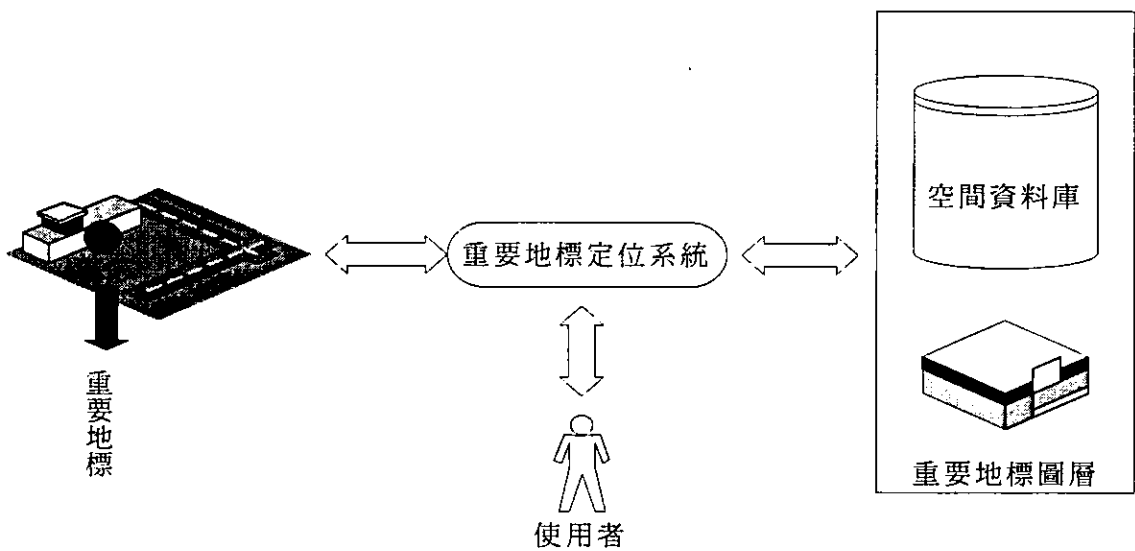 空間資料庫
重要地標定位系統
重要地標
重要地標圖層
使用者